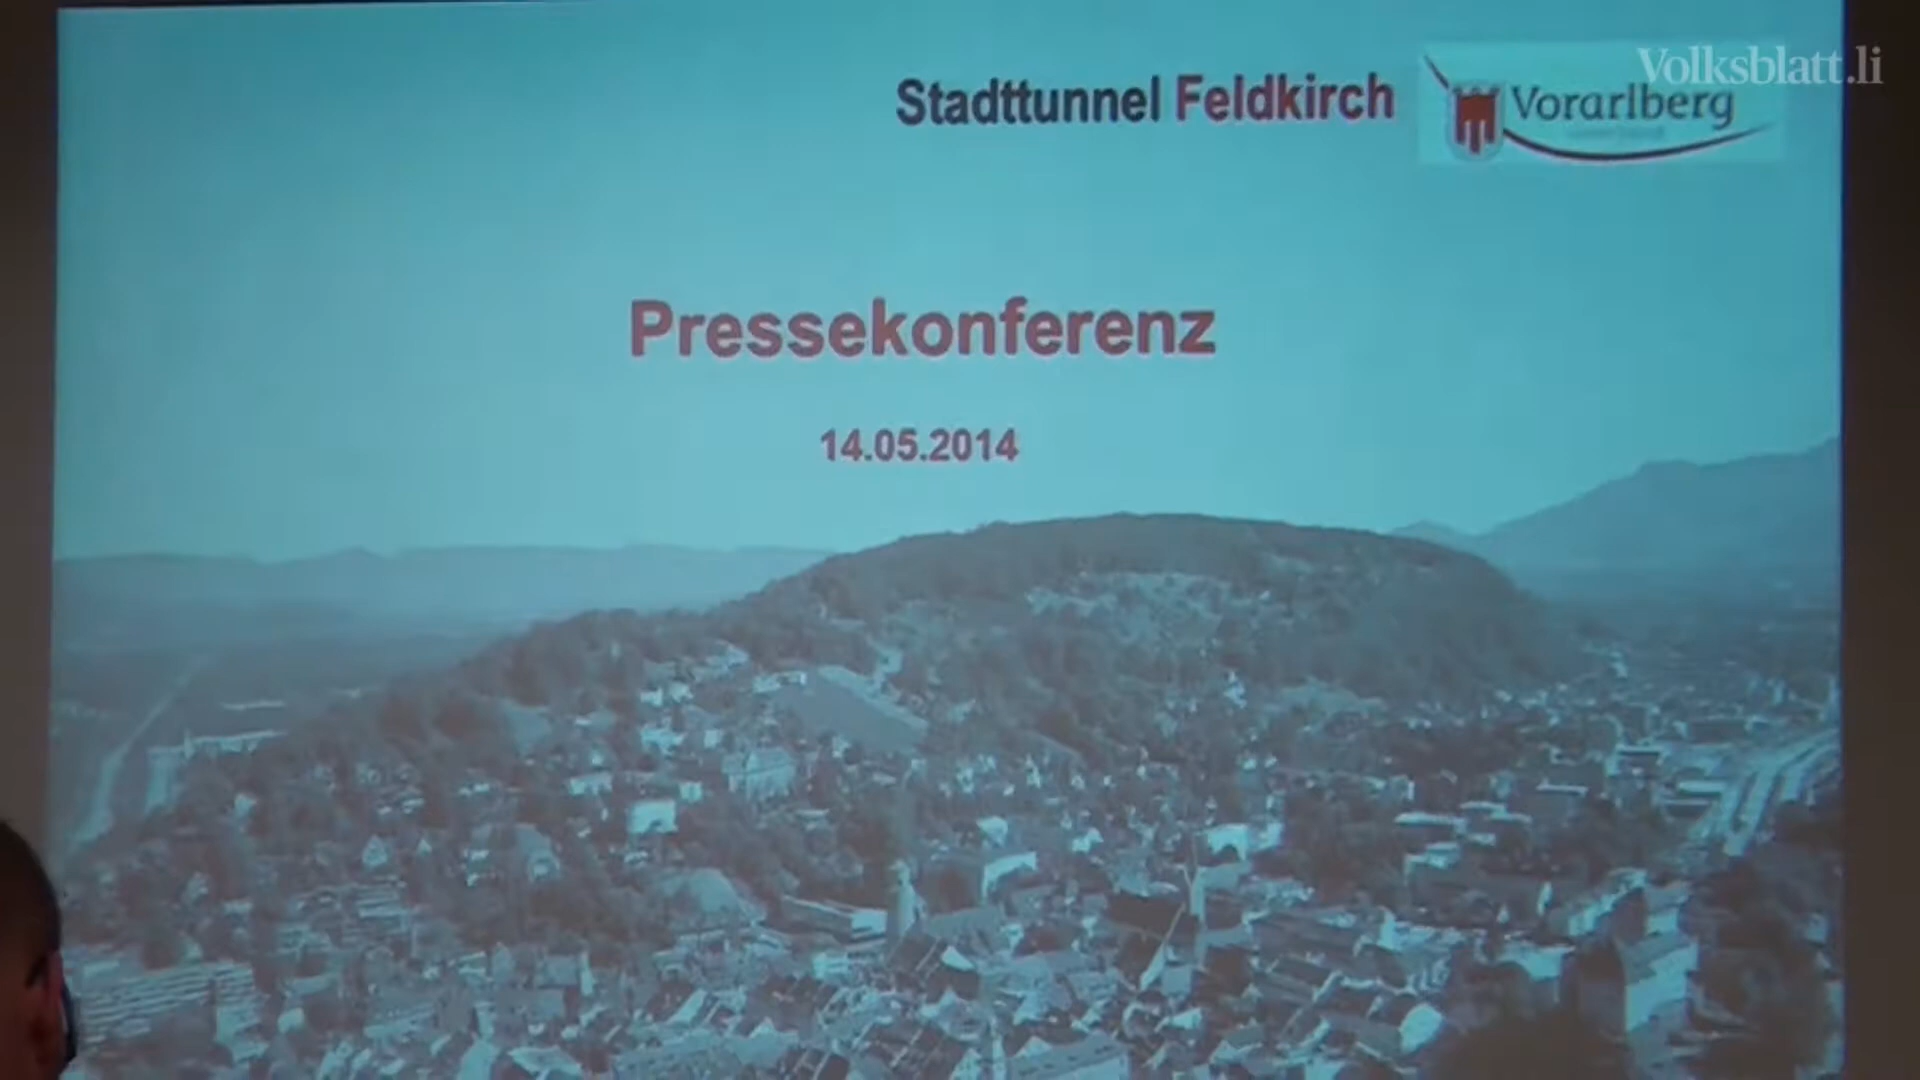 Volksblatt.li
Stadttunnel Feldkirch
Vorarlberg
Pressekonferenz
14.05.2014